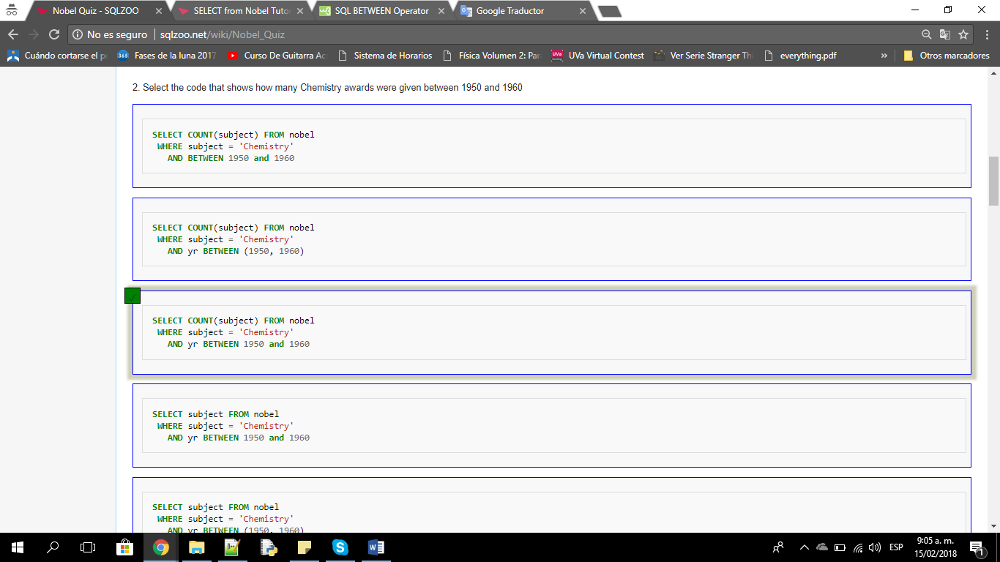 Nobel Quiz - SQLZOO
SELECT from Nobel Tuto
SQL BETWEEN Operator
Google Traductor
No es seguro | sqlzoo.net/wiki/Nobel_Quiz
Cuándo cortarse el p
365 Fases de la luna 2017
Curso De Guitarra Ac
Sistema de Horarios
Física Volumen 2: Par
UVa UVa Virtual Contest
Ver Serie Stranger Thi
everything.pdf
»
Otros marcadores
2. Select the code that shows how many Chemistry awards were given between 1950 and 1960
SELECT COUNT(subject) FROM nobel
WHERE subject = 'Chemistry'
AND BETWEEN 1950 and 1960
SELECT COUNT(subject) FROM nobel
WHERE subject = 'Chemistry'
AND yr BETWEEN (1950, 1960)
SELECT COUNT(subject) FROM nobel
WHERE subject = 'Chemistry'
AND yr BETWEEN 1950 and 1960
SELECT subject FROM nobel
WHERE subject = 'Chemistry'
AND yr BETWEEN 1950 and 1960
SELECT subject FROM nobel
WHERE subject = 'Chemistry'
AND yr BETWEEN (1950, 1960)
ESP
9:05 a. m.
15/02/2018
1